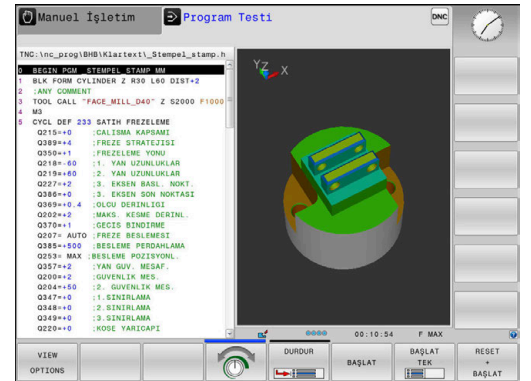 Manuel İşletim
Program Testi
DNC
TNC:\nc_prog\BHB\Klartext\_Stempel_stamp.h
0 BEGIN PGM _STEMPEL_STAMP MM
1 BLK FORM CYLINDER Z R30 L60 DIST+2
2 ;ANY COMMENT
3 TOOL CALL "FACE_MILL_D40" Z S2000 F1000
4 M3
5 CYCL DEF 233 SATIH FREZELEME
Q215=+0 ;CALISMA KAPSAMI
Q389=+4 ;FREZE STRATEJISI
Q350=+1 ;FREZELEME YONU
Q218=-60 ;1. YAN UZUNLUKLAR
Q219=+60 ;2. YAN UZUNLUKLAR
Q227=+2 ;3. EKSEN BASL. NOKT.
Q386=+0 ;3. EKSEN SON NOKTASI
Q369=+0.4 ;OLCU DERINLIGI
Q202=+2 ;MAKS. KESME DERINL.
Q370=+1 ;GECIS BINDIRME
Q207= AUTO ;FREZE BESLEMESI
Q385=+500 ;BESLEME PERDAHLAMA
Q253= MAX ;BESLEME POZISYONL.
Q357=+2 ;YAN GUV. MESAF.
Q200=+2 ;GUVENLIK MES.
Q204=+50 ;2. GUVENLIK MES.
Q347=+0 ;1.SINIRLAMA
Q348=+0 ;2.SINIRLAMA
Q349=+0 ;3.SINIRLAMA
Q220=+0 ;KOSE YARICAPI
Y Z X
00:10:54 F MAX
VIEW
OPTIONS
DURDUR
BAŞLAT
BAŞLAT
TEK
RESET
+
BAŞLAT